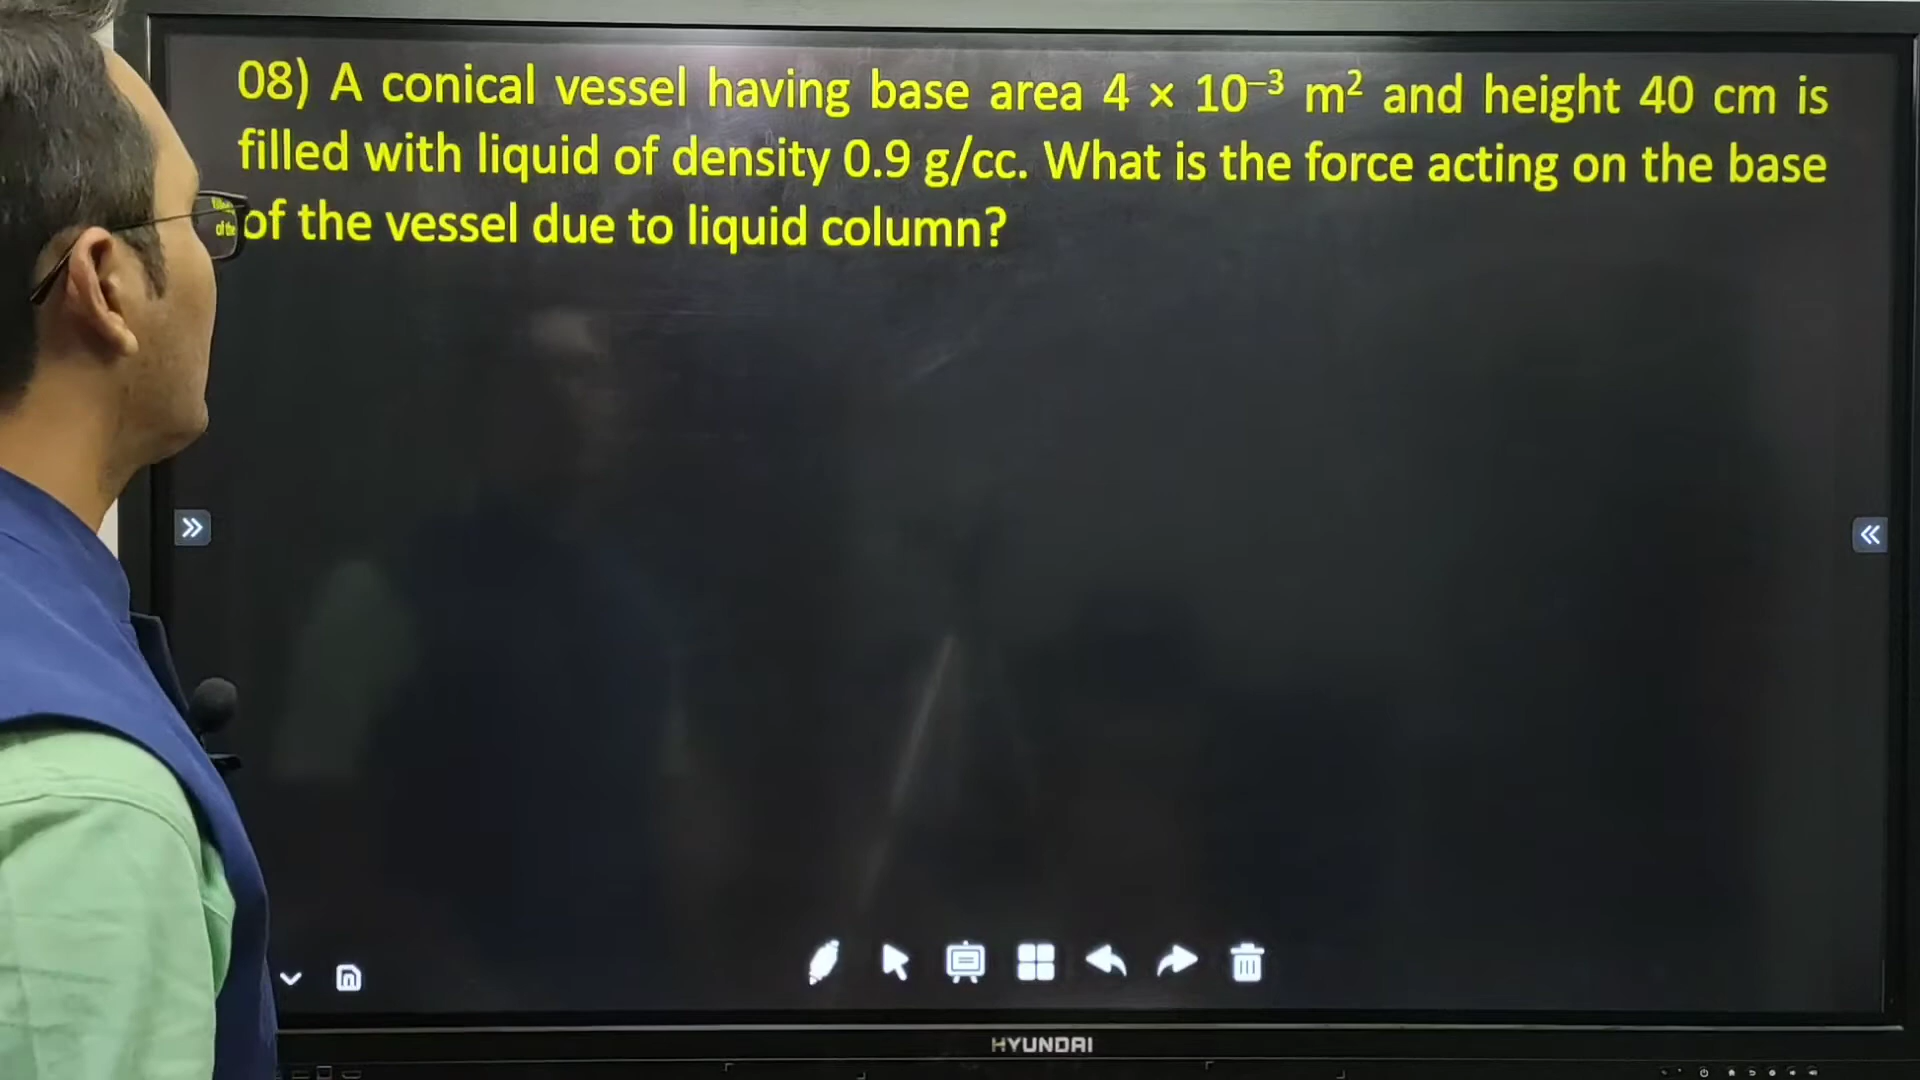 08) A conical vessel having base area 4 × 10⁻³ m² and height 40 cm is
filled with liquid of density 0.9 g/cc. What is the force acting on the base
of the vessel due to liquid column?
HYUNDAI